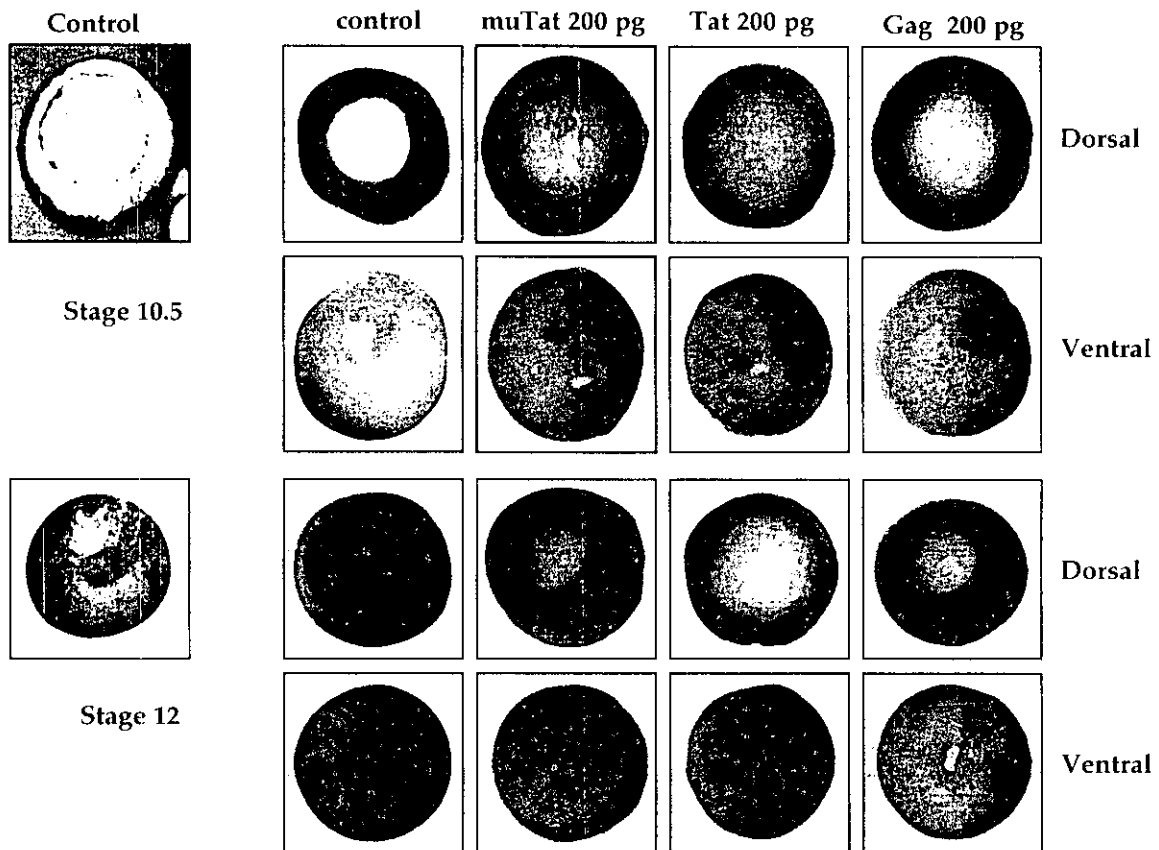 Control
control muTat 200 pg Tat 200 pg Gag 200 pg
Dorsal
Stage 10.5
Ventral
Dorsal
Stage 12
Ventral